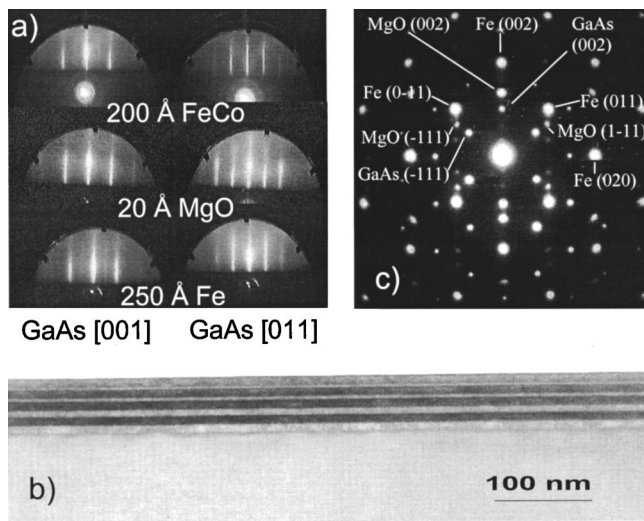 a)
200 Å FeCo
20 Å MgO
250 Å Fe
GaAs [001] GaAs [011]
MgO (002)
Fe (002)
GaAs (002)
Fe (0-11)
Fe (011)
MgO (-111)
MgO (1-11)
GaAs (-111)
Fe (020)
c)
b)
100 nm